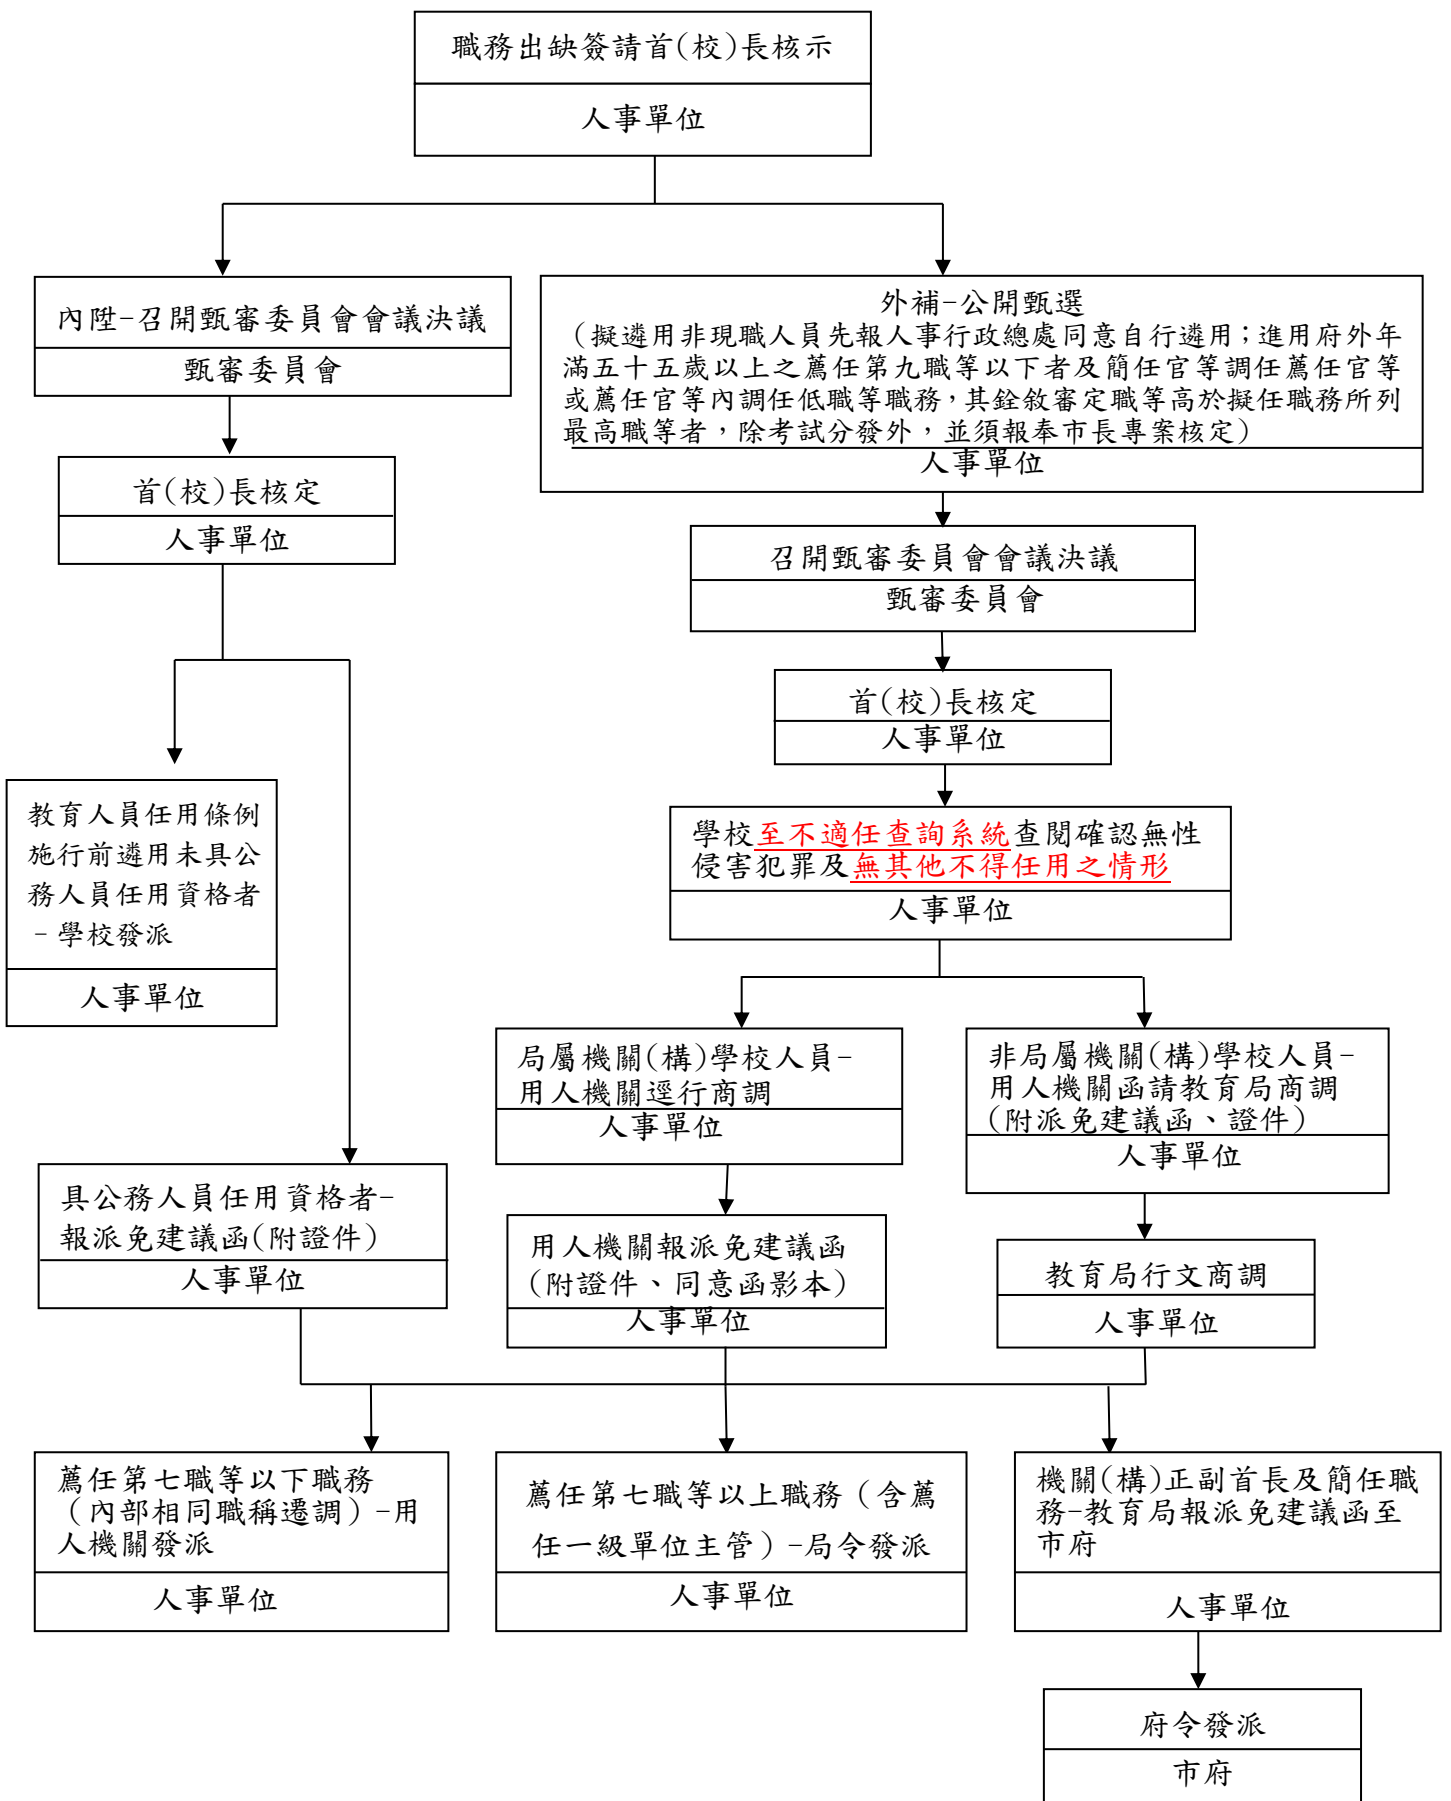 職務出缺簽請首(校)長核示
人事單位
內陞-召開甄審委員會會議決議
甄審委員會
外補-公開甄選
（擬遴用非現職人員先報人事行政總處同意自行遴用；進用府外年
滿五十五歲以上之薦任第九職等以下者及簡任官等調任薦任官等
或薦任官等內調任低職等職務，其銓敘審定職等高於擬任職務所列
最高職等者，除考試分發外，並須報奉市長專案核定）
人事單位
首(校)長核定
人事單位
召開甄審委員會會議決議
甄審委員會
首(校)長核定
人事單位
教育人員任用條例
施行前遴用未具公
務人員任用資格者
-學校發派
人事單位
學校至不適任查詢系統查閱確認無性
侵害犯罪及無其他不得任用之情形
人事單位
局屬機關(構)學校人員-
用人機關逕行商調
人事單位
非局屬機關(構)學校人員-
用人機關函請教育局商調
(附派免建議函、證件)
人事單位
具公務人員任用資格者-
報派免建議函(附證件)
人事單位
用人機關報派免建議函
(附證件、同意函影本)
人事單位
教育局行文商調
人事單位
薦任第七職等以下職務
（內部相同職稱遷調）-用
人機關發派
人事單位
薦任第七職等以上職務（含薦
任一級單位主管）-局令發派
人事單位
機關(構)正副首長及簡任職
務-教育局報派免建議函至
市府
人事單位
府令發派
市府